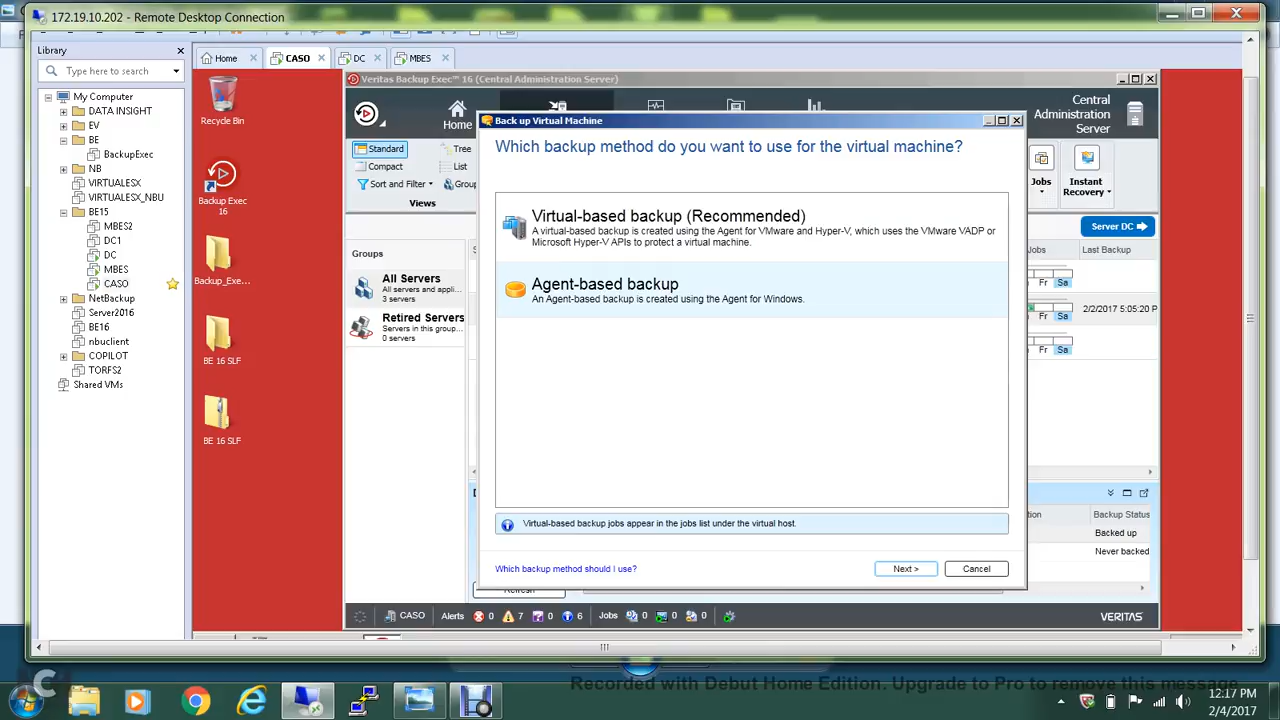 172.19.10.202 - Remote Desktop Connection
Library
Type here to search
My Computer
DATA INSIGHT
EV
BE
BackupExec
NB
VIRTUALESX
VIRTUALESX_NBU
BE15
MBES2
DC1
DC
MBES
CASO
NetBackup
Server2016
BE16
nbuclient
COPILOT
TORFS2
Shared VMs
Home
CASO
DC
MBES
Recycle Bin
Backup Exec
16
Backup_Exe...
BE 16 SLF
BE 16 SLF
Veritas Backup Exec™ 16 (Central Administration Server)
Home
Central
Administration
Server
Standard
Tree
Compact
List
Sort and Filter
Group
Views
Jobs
Instant
Recovery
Server DC
Groups
All Servers
All servers and appli...
3 servers
Retired Servers
Servers in this group...
0 servers
Jobs
Last Backup
Fr Sa
Fr Sa
2/2/2017 5:05:20 P
Fr Sa
Back up Virtual Machine
Which backup method do you want to use for the virtual machine?
Virtual-based backup (Recommended)
A virtual-based backup is created using the Agent for VMware and Hyper-V, which uses the VMware VADP or
Microsoft Hyper-V APIs to protect a virtual machine.
Agent-based backup
An Agent-based backup is created using the Agent for Windows.
Virtual-based backup jobs appear in the jobs list under the virtual host.
Which backup method should I use?
Next >
Cancel
Backup Status
Backed up
Never backed
Refresh
CASO
Alerts
0
7
0
6
Jobs
0
0
0
VERITAS
Recorded with Debut Home Edition. Upgrade to Pro to remove this message
12:17 PM
2/4/2017